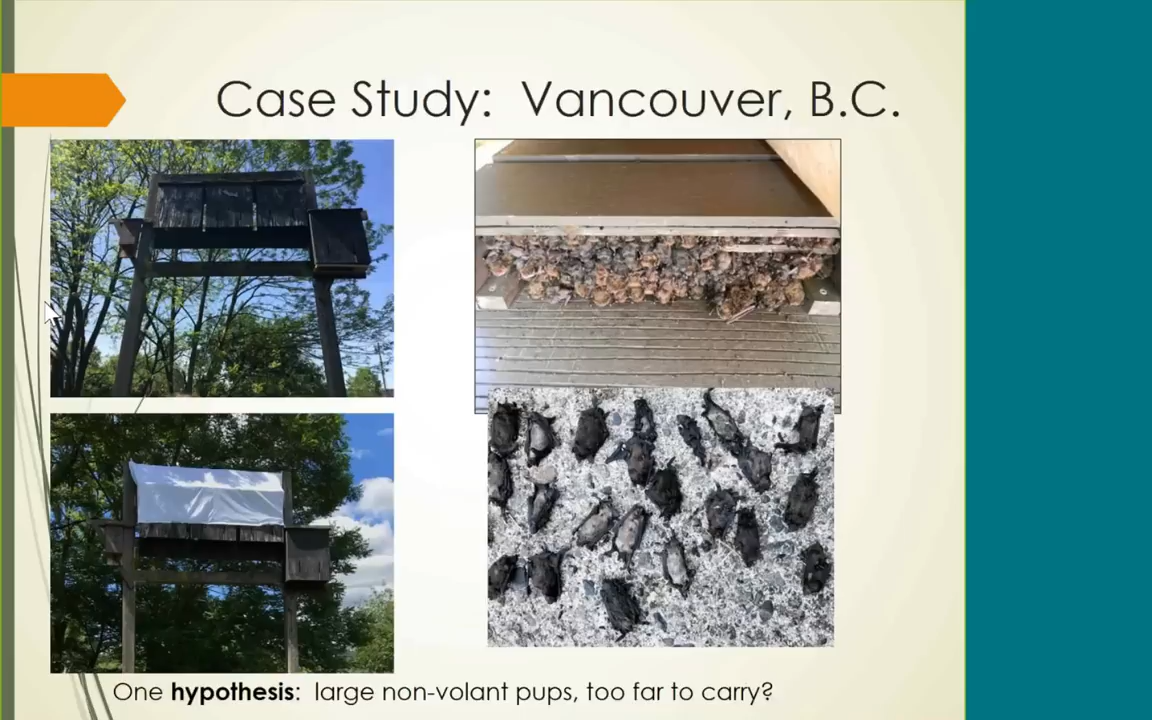 Case Study:  Vancouver, B.C.
One hypothesis:  large non-volant pups, too far to carry?